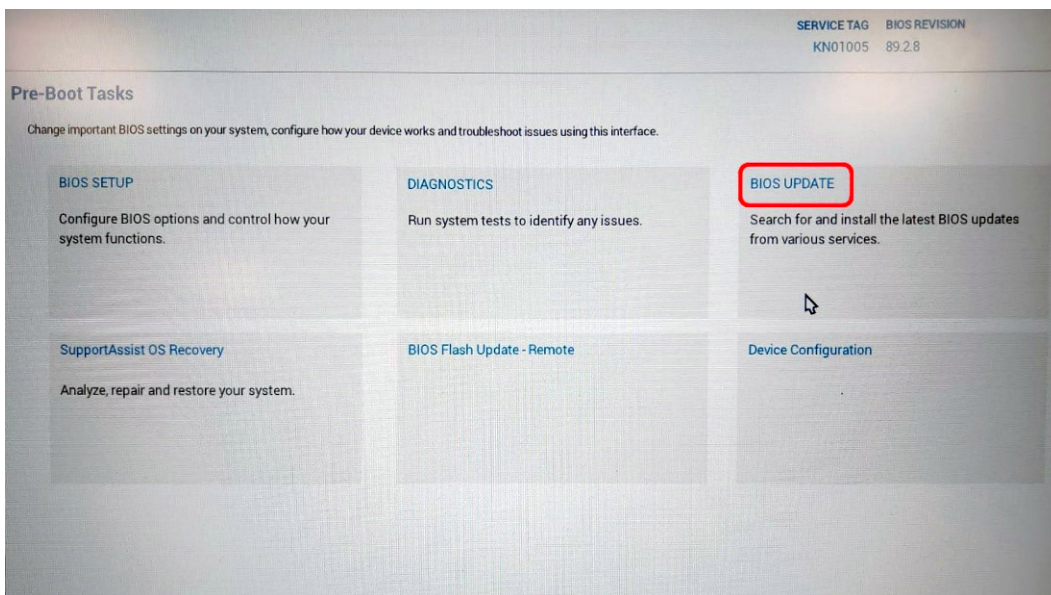 SERVICE TAG BIOS REVISION
KN01005 89.2.8
Pre-Boot Tasks
Change important BIOS settings on your system, configure how your device works and troubleshoot issues using this interface.
BIOS SETUP
Configure BIOS options and control how your
system functions.
DIAGNOSTICS
Run system tests to identify any issues.
BIOS UPDATE
Search for and install the latest BIOS updates
from various services.
SupportAssist OS Recovery
Analyze, repair and restore your system.
BIOS Flash Update - Remote
Device Configuration